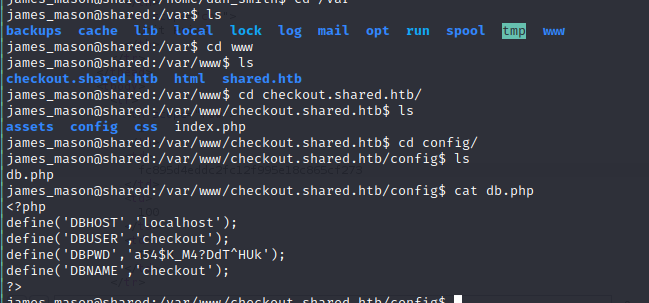 james_mason@shared:/home/dan_smith$ cd /var
james_mason@shared:/var$ ls
backups cache lib local lock log mail opt run spool tmp www
james_mason@shared:/var$ cd www
james_mason@shared:/var/www$ ls
checkout.shared.htb html shared.htb
james_mason@shared:/var/www$ cd checkout.shared.htb/
james_mason@shared:/var/www/checkout.shared.htb$ ls
assets config css index.php
james_mason@shared:/var/www/checkout.shared.htb$ cd config/
james_mason@shared:/var/www/checkout.shared.htb/config$ ls
db.php
james_mason@shared:/var/www/checkout.shared.htb/config$ cat db.php
<?php
define('DBHOST','localhost');
define('DBUSER','checkout');
define('DBPWD','a54$K_M4?DdT^HUk');
define('DBNAME','checkout');
?>
james_mason@shared:/var/www/checkout.shared.htb/config$